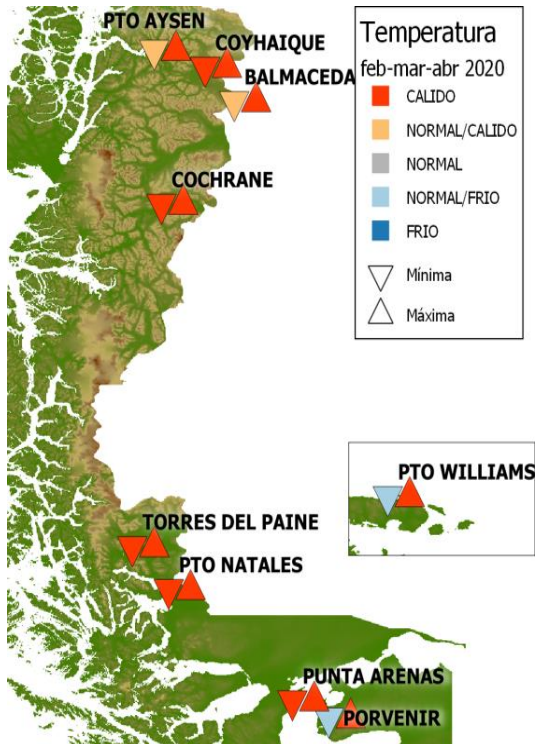 PTO AYSEN
COYHAIQUE
BALMACEDA
COCHRANE
TORRES DEL PAINE
PTO NATALES
PUNTA ARENAS
PORVENIR
PTO WILLIAMS
Temperatura
feb-mar-abr 2020
CALIDO
NORMAL/CALIDO
NORMAL
NORMAL/FRIO
FRIO
Mínima
Máxima